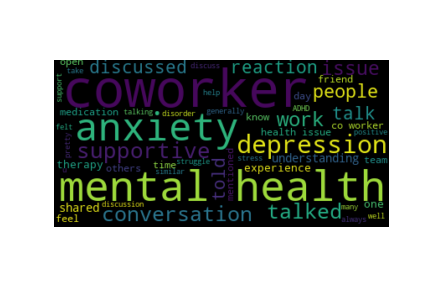 open
take
discussed
discuss
reaction
issue
support
coworker
friend
people
help
day
ADHD
medication
talking
disorder
generally
work
talk
felt
anxiety
know
co worker
positive
health issue
depression
supportive
therapy
others
time
struggle
similar
told
mentioned
stress
understanding
team
experience
mental health
shared
discussion
feel
conversation
talked
many
one
always
well